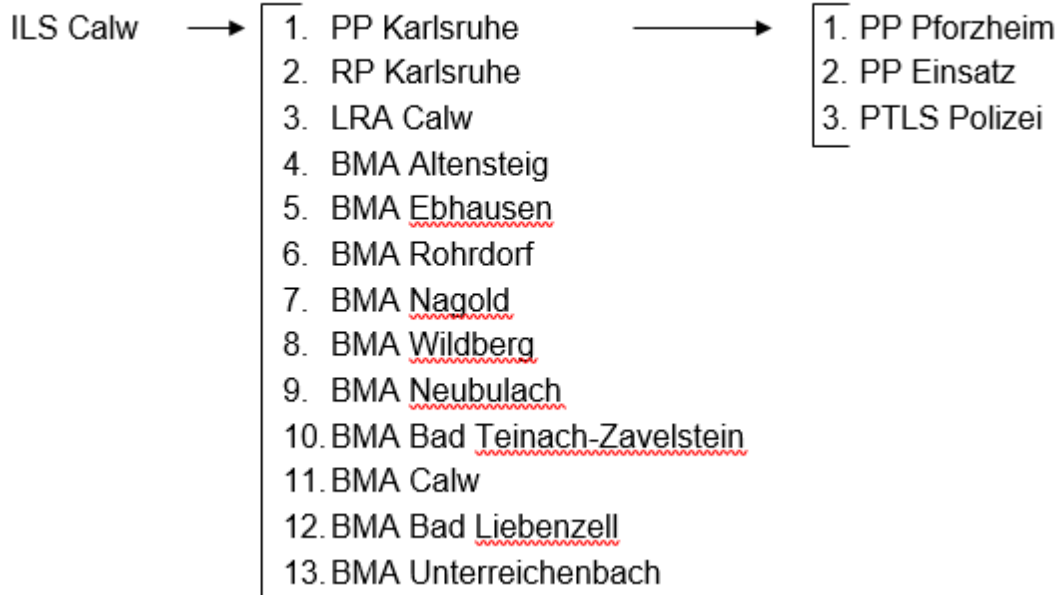 ILS Calw
1. PP Karlsruhe
2. RP Karlsruhe
3. LRA Calw
4. BMA Altensteig
5. BMA Ebhausen
6. BMA Rohrdorf
7. BMA Nagold
8. BMA Wildberg
9. BMA Neubulach
10. BMA Bad Teinach-Zavelstein
11. BMA Calw
12. BMA Bad Liebenzell
13. BMA Unterreichenbach
1. PP Pforzheim
2. PP Einsatz
3. PTLS Polizei